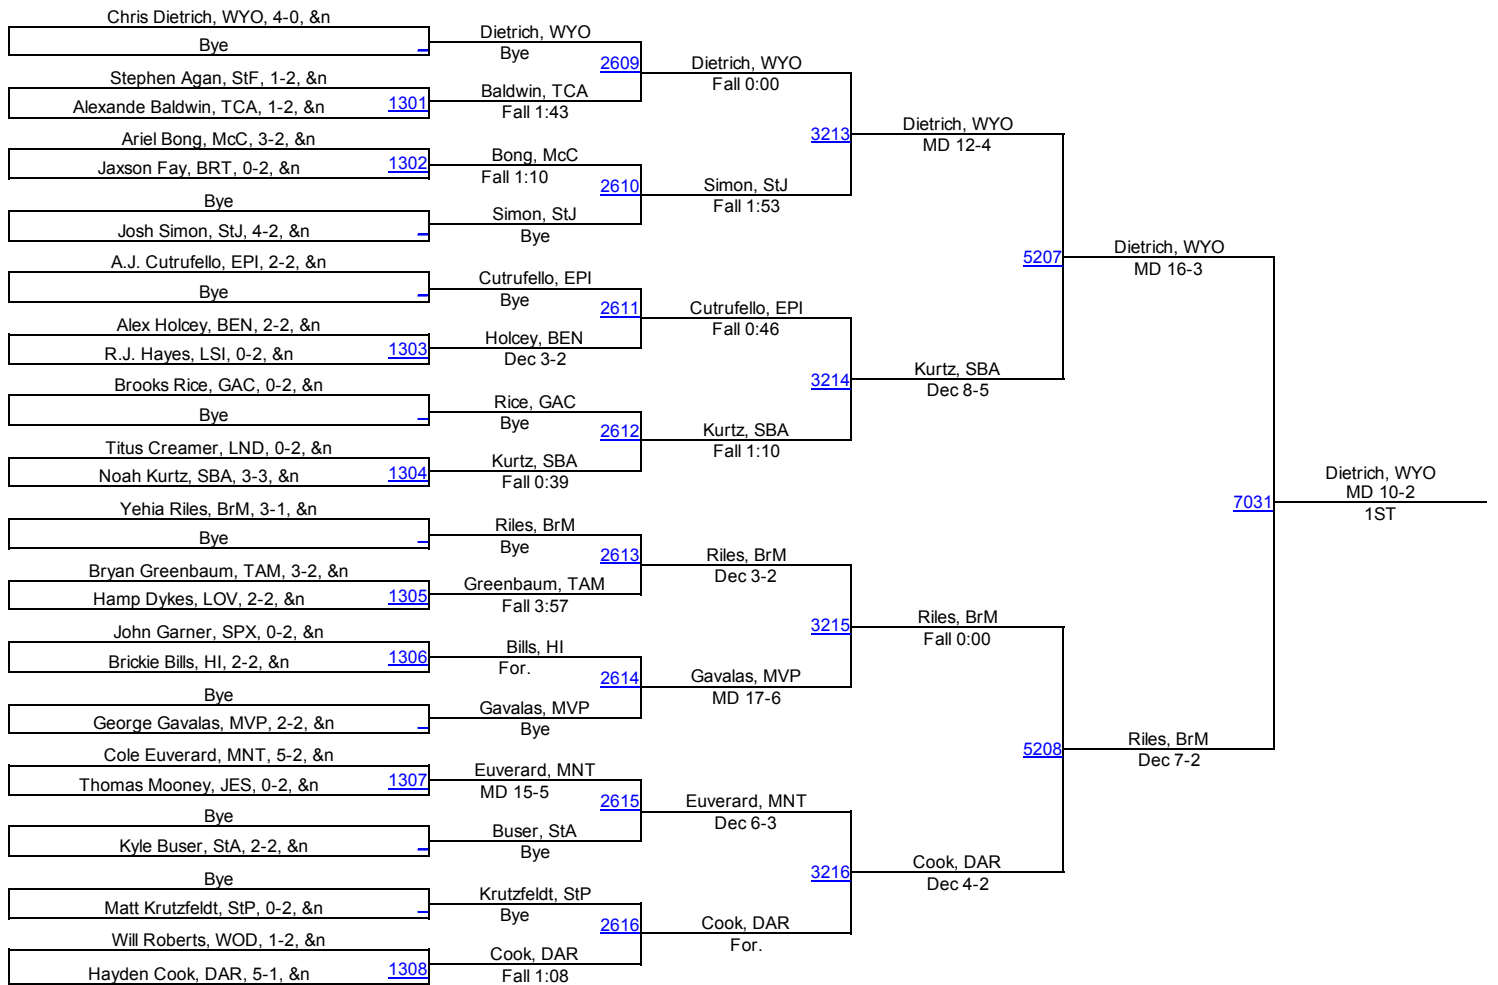 Chris Dietrich, WYO, 4-0, &n
Bye
Stephen Agan, StF, 1-2, &n
Alexande Baldwin, TCA, 1-2, &n
1301
Ariel Bong, McC, 3-2, &n
Jaxson Fay, BRT, 0-2, &n
1302
Bye
Josh Simon, StJ, 4-2, &n
A.J. Cutrufello, EPI, 2-2, &n
Bye
Alex Holcey, BEN, 2-2, &n
R.J. Hayes, LSI, 0-2, &n
1303
Brooks Rice, GAC, 0-2, &n
Bye
Titus Creamer, LND, 0-2, &n
Noah Kurtz, SBA, 3-3, &n
1304
Yehia Riles, BrM, 3-1, &n
Bye
Bryan Greenbaum, TAM, 3-2, &n
Hamp Dykes, LOV, 2-2, &n
1305
John Garner, SPX, 0-2, &n
Brickie Bills, HI, 2-2, &n
1306
Bye
George Gavalas, MVP, 2-2, &n
Cole Euverard, MNT, 5-2, &n
Thomas Mooney, JES, 0-2, &n
1307
Bye
Kyle Buser, StA, 2-2, &n
Bye
Matt Krutzfeldt, StP, 0-2, &n
Will Roberts, WOD, 1-2, &n
Hayden Cook, DAR, 5-1, &n
1308
Dietrich, WYO
Bye
2609
Baldwin, TCA
Fall 1:43
Bong, McC
Fall 1:10
2610
Simon, StJ
Bye
Cutrufello, EPI
Bye
2611
Holcey, BEN
Dec 3-2
Rice, GAC
Bye
2612
Kurtz, SBA
Fall 0:39
Riles, BrM
Bye
2613
Greenbaum, TAM
Fall 3:57
Bills, HI
For.
2614
Gavalas, MVP
Bye
Euverard, MNT
MD 15-5
2615
Buser, StA
Bye
Krutzfeldt, StP
Bye
2616
Cook, DAR
Fall 1:08
Dietrich, WYO
Fall 0:00
3213
Simon, StJ
Fall 1:53
Cutrufello, EPI
Fall 0:46
3214
Kurtz, SBA
Fall 1:10
Riles, BrM
Dec 3-2
3215
Gavalas, MVP
MD 17-6
Euverard, MNT
Dec 6-3
3216
Cook, DAR
For.
Dietrich, WYO
MD 12-4
5207
Kurtz, SBA
Dec 8-5
Riles, BrM
Fall 0:00
5208
Cook, DAR
Dec 4-2
Dietrich, WYO
MD 16-3
7031
Riles, BrM
Dec 7-2
Dietrich, WYO
MD 10-2
1ST